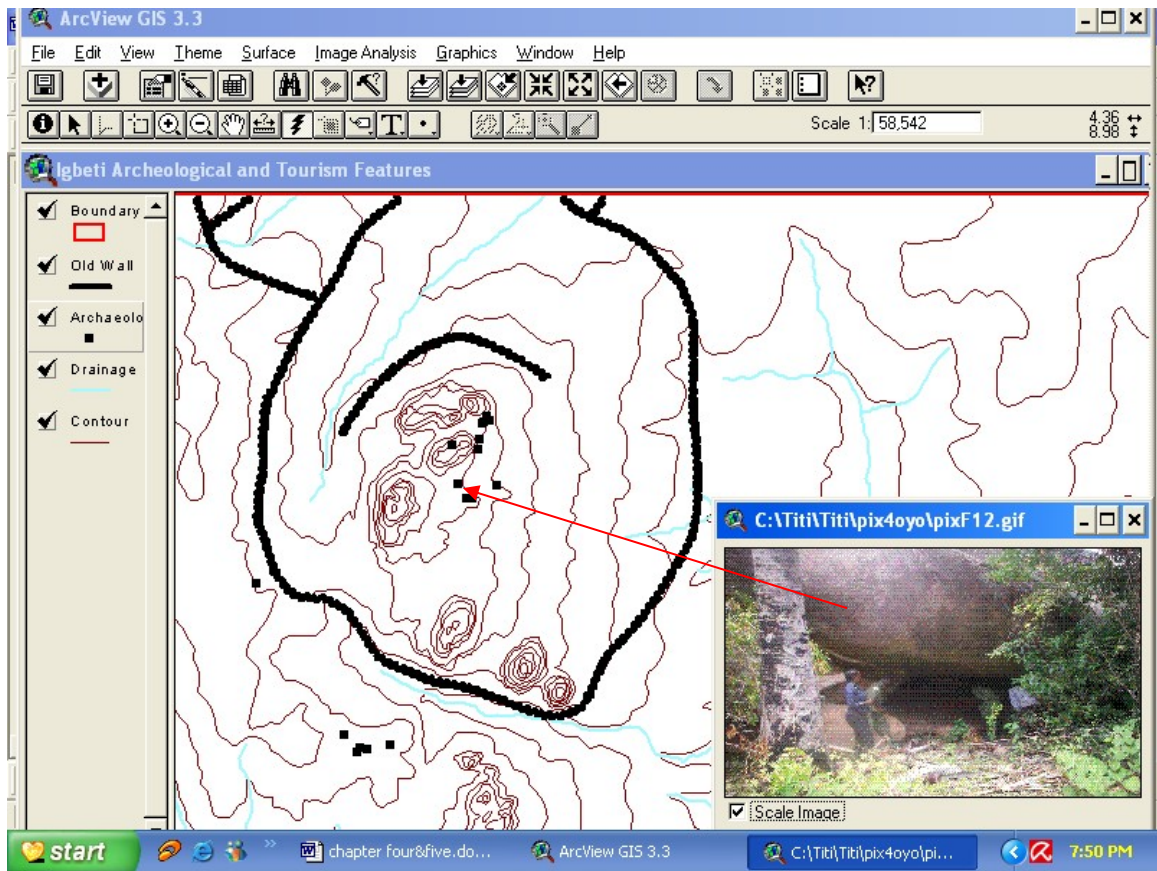 ArcView GIS 3.3
File Edit View Theme Surface Image Analysis Graphics Window Help
Scale 1: 58,542
4.36
8.98
Igbeti Archeological and Tourism Features
Boundary
Old Wall
Archaeolo
Drainage
Contour
C:\Titi\Titi\pix4oyo\pixF12.gif
Scale Image
start
chapter four&five.do...
ArcView GIS 3.3
C:\Titi\Titi\pix4oyo\pi...
7:50 PM